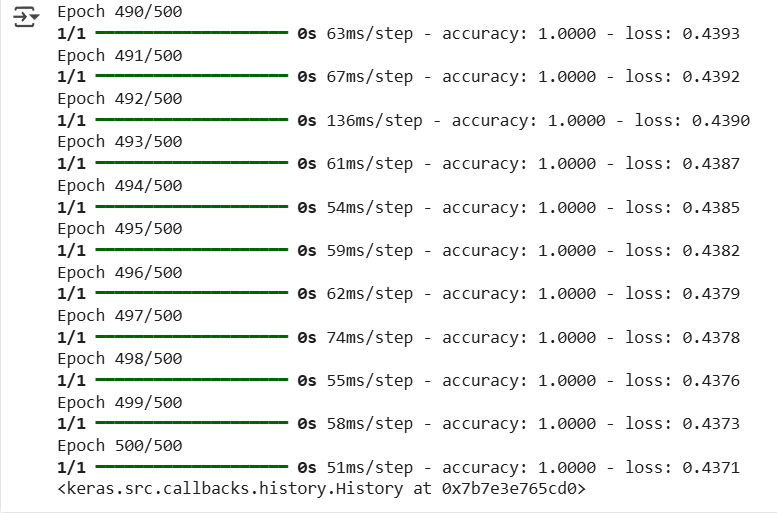 Epoch 490/500
1/1 0s 63ms/step - accuracy: 1.0000 - loss: 0.4393
Epoch 491/500
1/1 0s 67ms/step - accuracy: 1.0000 - loss: 0.4392
Epoch 492/500
1/1 0s 136ms/step - accuracy: 1.0000 - loss: 0.4390
Epoch 493/500
1/1 0s 61ms/step - accuracy: 1.0000 - loss: 0.4387
Epoch 494/500
1/1 0s 54ms/step - accuracy: 1.0000 - loss: 0.4385
Epoch 495/500
1/1 0s 59ms/step - accuracy: 1.0000 - loss: 0.4382
Epoch 496/500
1/1 0s 62ms/step - accuracy: 1.0000 - loss: 0.4379
Epoch 497/500
1/1 0s 74ms/step - accuracy: 1.0000 - loss: 0.4378
Epoch 498/500
1/1 0s 55ms/step - accuracy: 1.0000 - loss: 0.4376
Epoch 499/500
1/1 0s 58ms/step - accuracy: 1.0000 - loss: 0.4373
Epoch 500/500
1/1 0s 51ms/step - accuracy: 1.0000 - loss: 0.4371
<keras.src.callbacks.history.History at 0x7b7e3e765cd0>